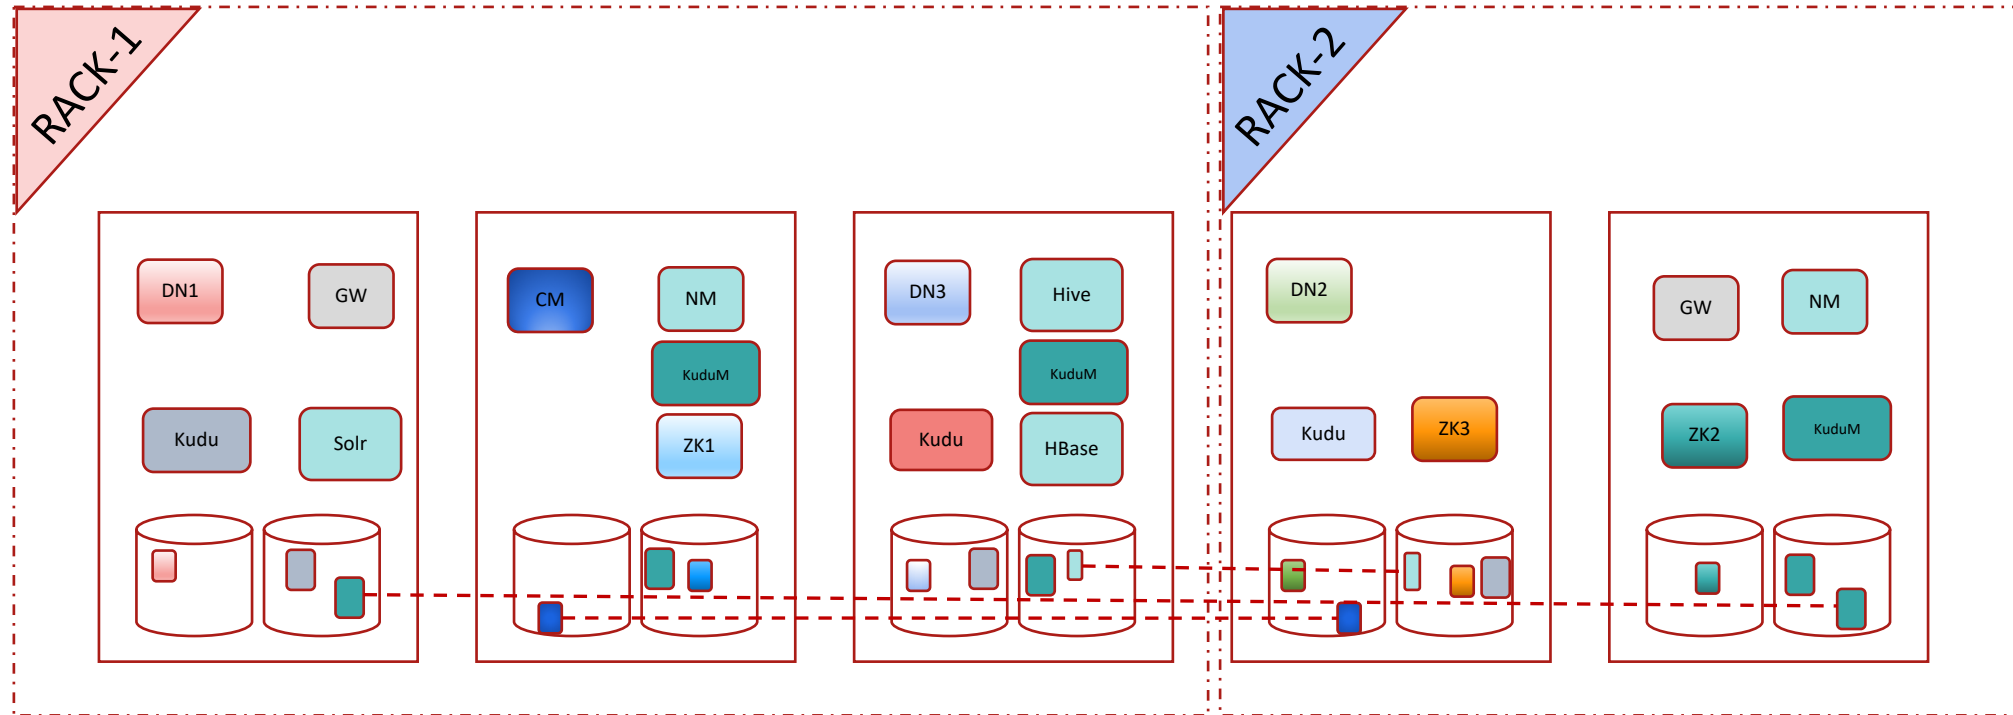 RACK-1
RACK-2
DN1
GW
Kudu
Solr
CM
NM
KuduM
ZK1
DN3
Hive
KuduM
Kudu
HBase
DN2
Kudu
ZK3
GW
NM
ZK2
KuduM